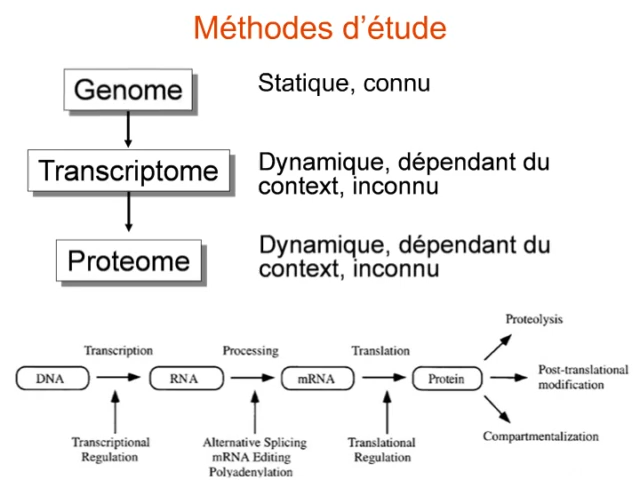 Méthodes d'étude
Genome
Statique, connu
Transcriptome
Dynamique, dépendant du
context, inconnu
Proteome
Dynamique, dépendant du
context, inconnu
Proteolysis
Transcription
Processing
Translation
DNA
RNA
mRNA
Protein
Post-translational
modification
Compartmentalization
Transcriptional
Regulation
Alternative Splicing
mRNA Editing
Polyadenylation
Translational
Regulation